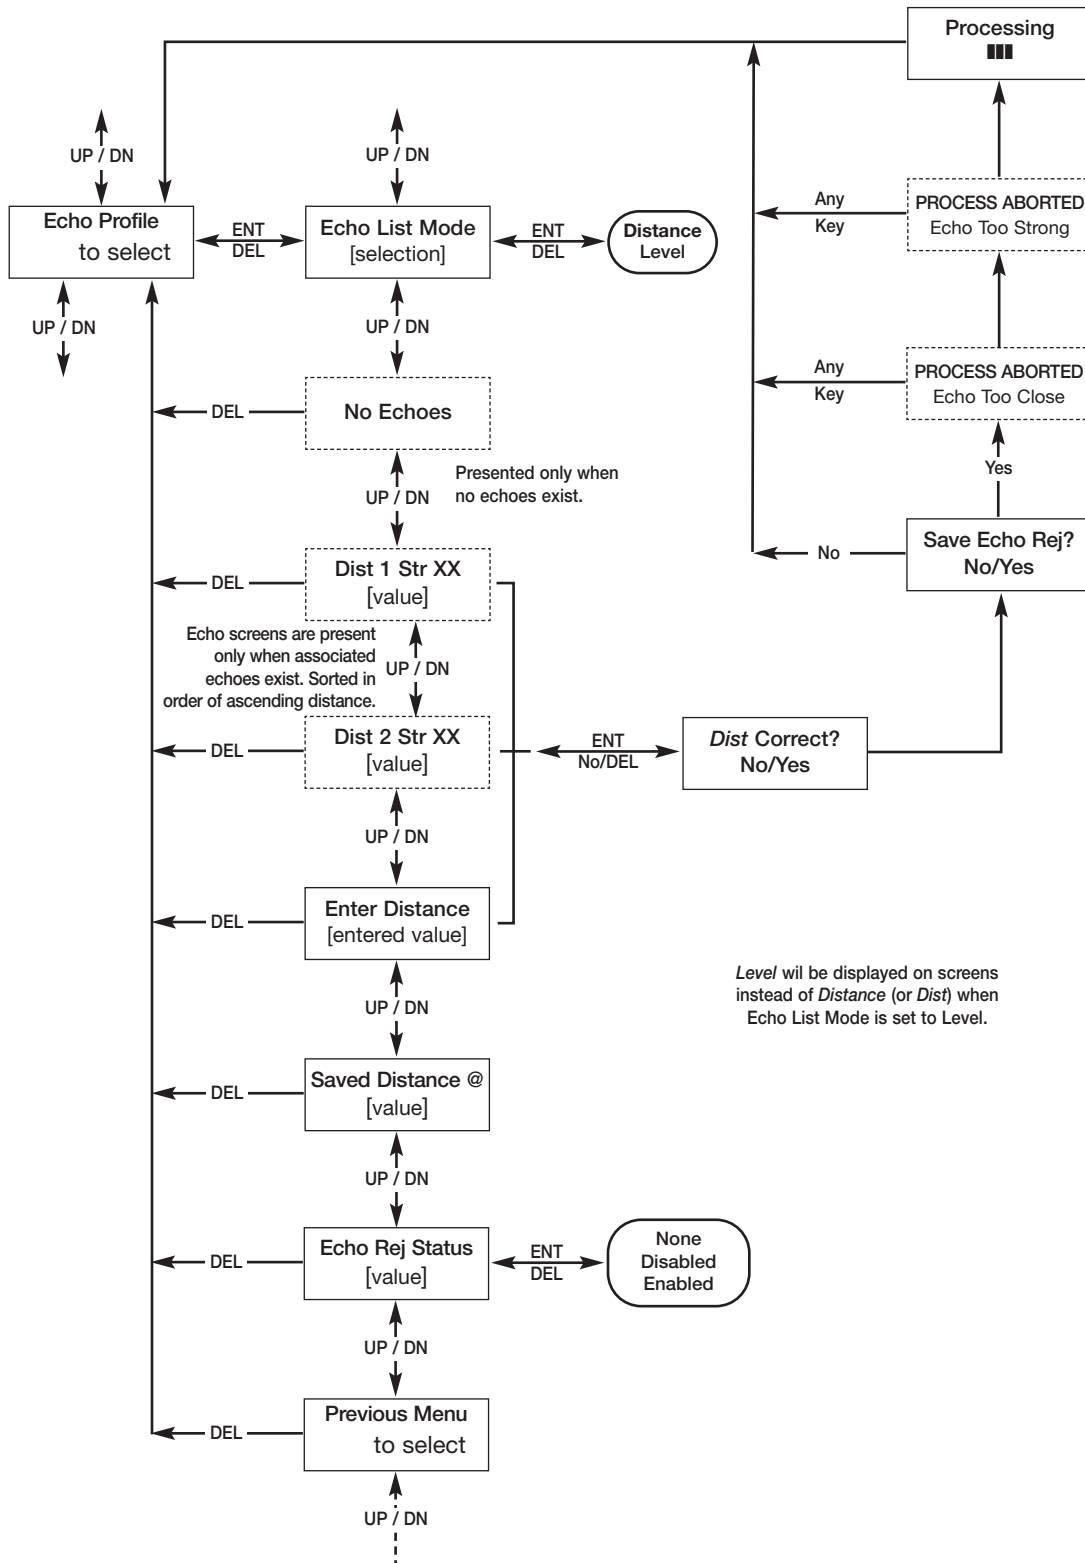 Processing
UP / DN
UP / DN
Echo Profile
to select
ENT
DEL
Echo List Mode
[selection]
ENT
DEL
Distance
Level
Any
Key
PROCESS ABORTED
Echo Too Strong
UP / DN
UP / DN
Any
Key
PROCESS ABORTED
Echo Too Close
DEL
No Echoes
Yes
UP / DN
Presented only when
no echoes exist.
No
Save Echo Rej?
No/Yes
DEL
Dist 1 Str XX
[value]
Echo screens are present
only when associated
echoes exist. Sorted in
order of ascending distance.
UP / DN
DEL
Dist 2 Str XX
[value]
ENT
No/DEL
Dist Correct?
No/Yes
UP / DN
DEL
Enter Distance
[entered value]
Level wil be displayed on screens
instead of Distance (or Dist) when
Echo List Mode is set to Level.
UP / DN
DEL
Saved Distance @
[value]
UP / DN
DEL
Echo Rej Status
[value]
ENT
DEL
None
Disabled
Enabled
UP / DN
DEL
Previous Menu
to select
UP / DN